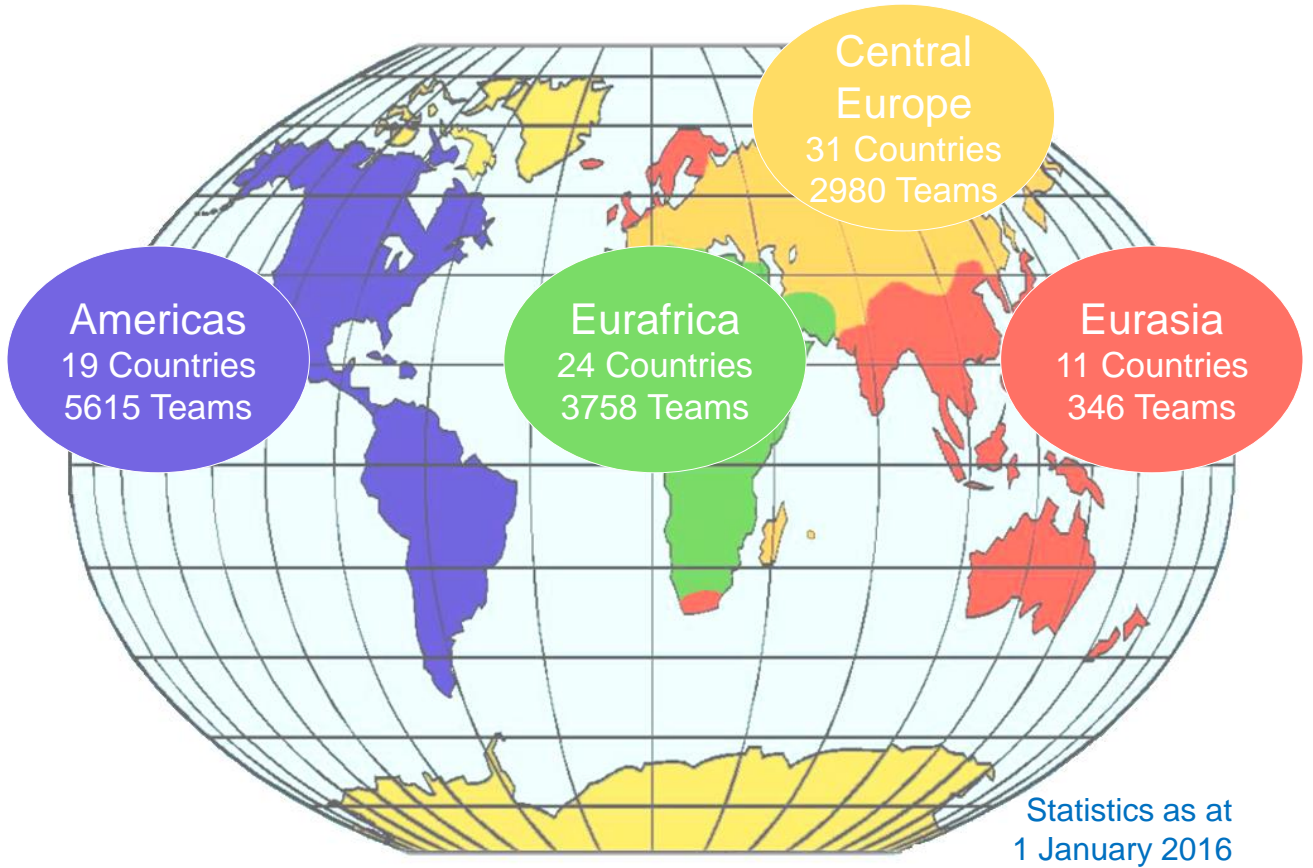 Central
Europe
31 Countries
2980 Teams
Americas
19 Countries
5615 Teams
Eurafrica
24 Countries
3758 Teams
Eurasia
11 Countries
346 Teams
Statistics as at
1 January 2016